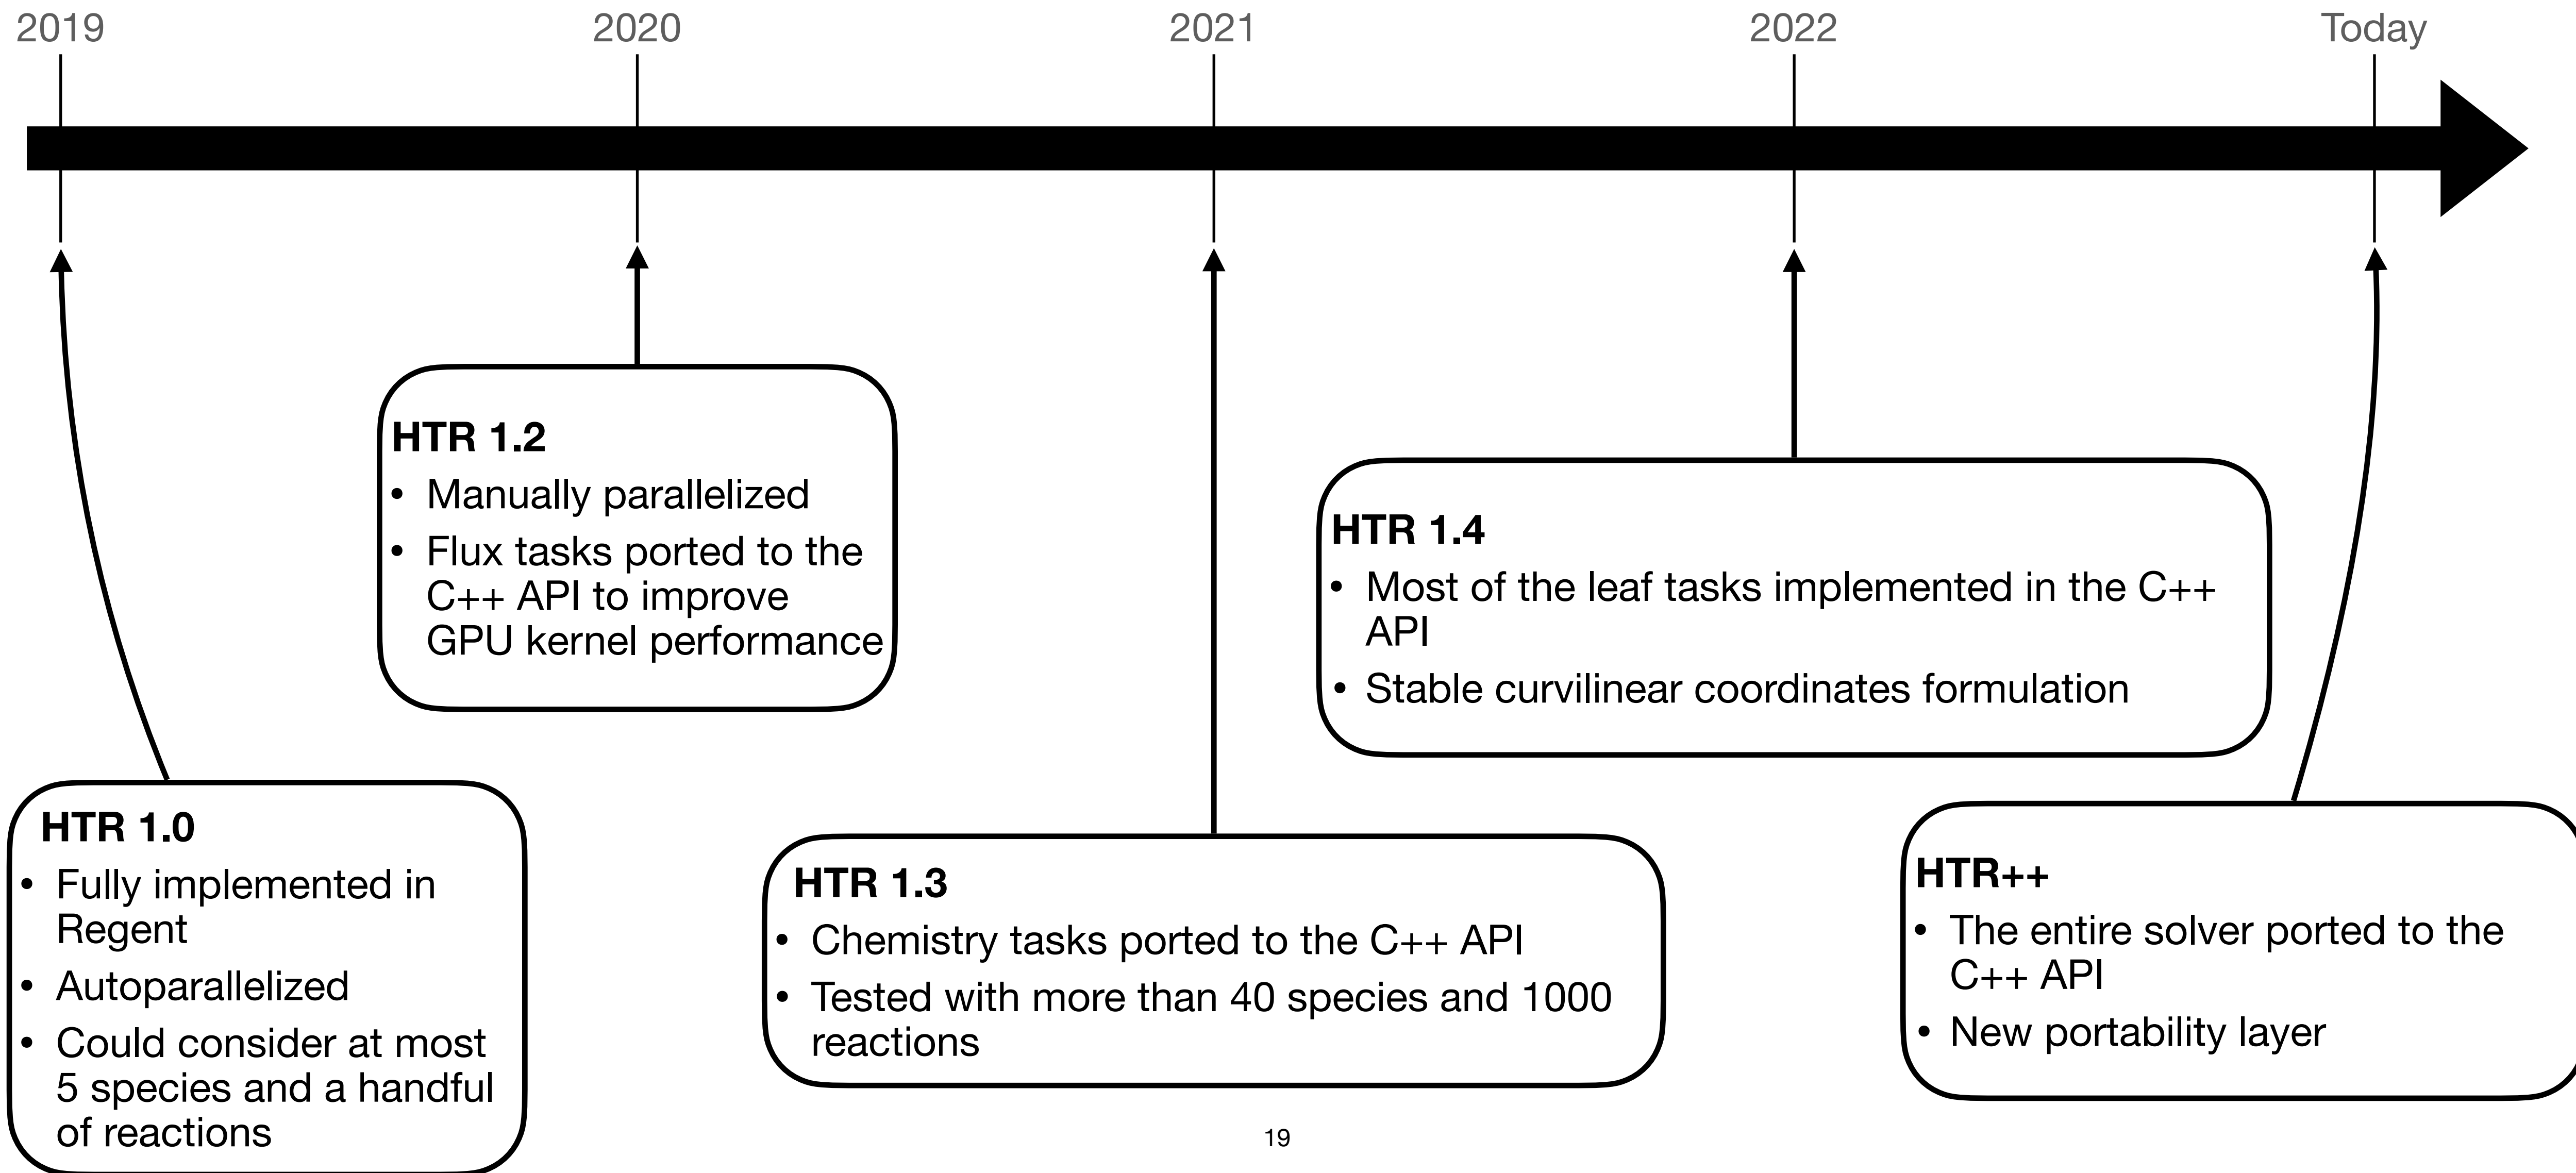 2019
2020
2021
2022
Today
HTR 1.2
• Manually parallelized
• Flux tasks ported to the
C++ API to improve
GPU kernel performance
HTR 1.4
• Most of the leaf tasks implemented in the C++
API
• Stable curvilinear coordinates formulation
HTR 1.0
• Fully implemented in
Regent
• Autoparallelized
• Could consider at most
5 species and a handful
of reactions
HTR 1.3
• Chemistry tasks ported to the C++ API
• Tested with more than 40 species and 1000
reactions
HTR++
• The entire solver ported to the
C++ API
• New portability layer
19